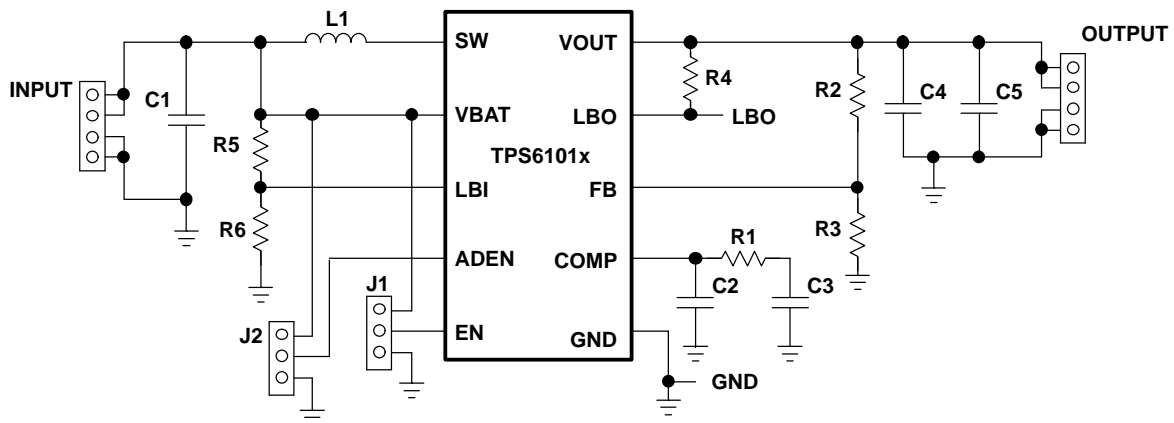 L1
SW
VOUT
OUTPUT
INPUT
C1
R4
R2
C4
C5
VBAT
LBO
LBO
R5
TPS6101x
LBI
FB
R6
R3
R1
ADEN
COMP
C2
C3
J1
J2
EN
GND
GND